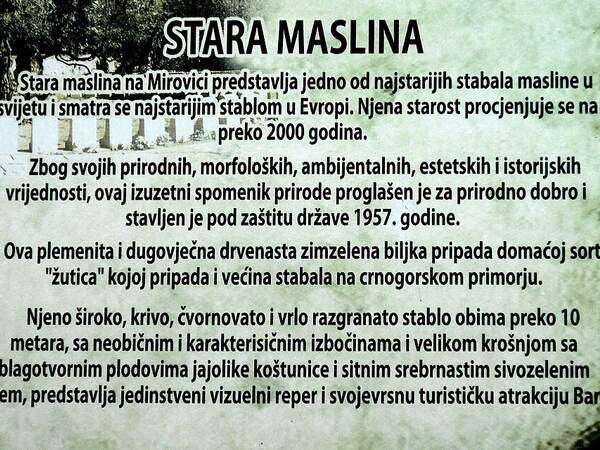 STARA MASLINA
Stara maslina na Mirovici predstavlja jedno od najstarijih stabala masline u
svijetu i smatra se najstarijim stablom u Evropi. Njena starost procjenjuje se na
preko 2000 godina.
Zbog svojih prirodnih, morfoloških, ambijentalnih, estetskih i istorijskih
vrijednosti, ovaj izuzetni spomenik prirode proglašen je za prirodno dobro i
stavljen je pod zaštitu države 1957. godine.
Ova plemenita i dugovječna drvenasta zimzelena biljka pripada domaćoj sort
"žutica" kojoj pripada i većina stabala na crnogorskom primorju.
Njeno široko, krivo, čvornovato i vrlo razgranato stablo obima preko 10
metara, sa neobičnim i karakterisičnim izbočinama i velikom krošnjom sa
blagotvornim plodovima jajolike koštunice i sitnim srebrnastim sivozelenim
em, predstavlja jedinstveni vizuelni reper i svojevrsnu turističku atrakciju Bar